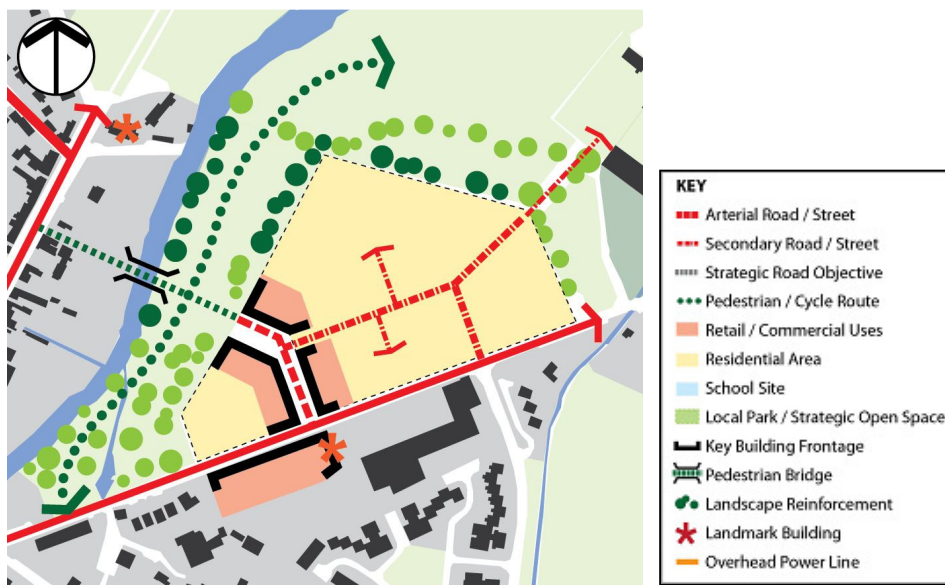 KEY
Arterial Road / Street
Secondary Road / Street
Strategic Road Objective
Pedestrian / Cycle Route
Retail / Commercial Uses
Residential Area
School Site
Local Park / Strategic Open Space
Key Building Frontage
Pedestrian Bridge
Landscape Reinforcement
Landmark Building
Overhead Power Line